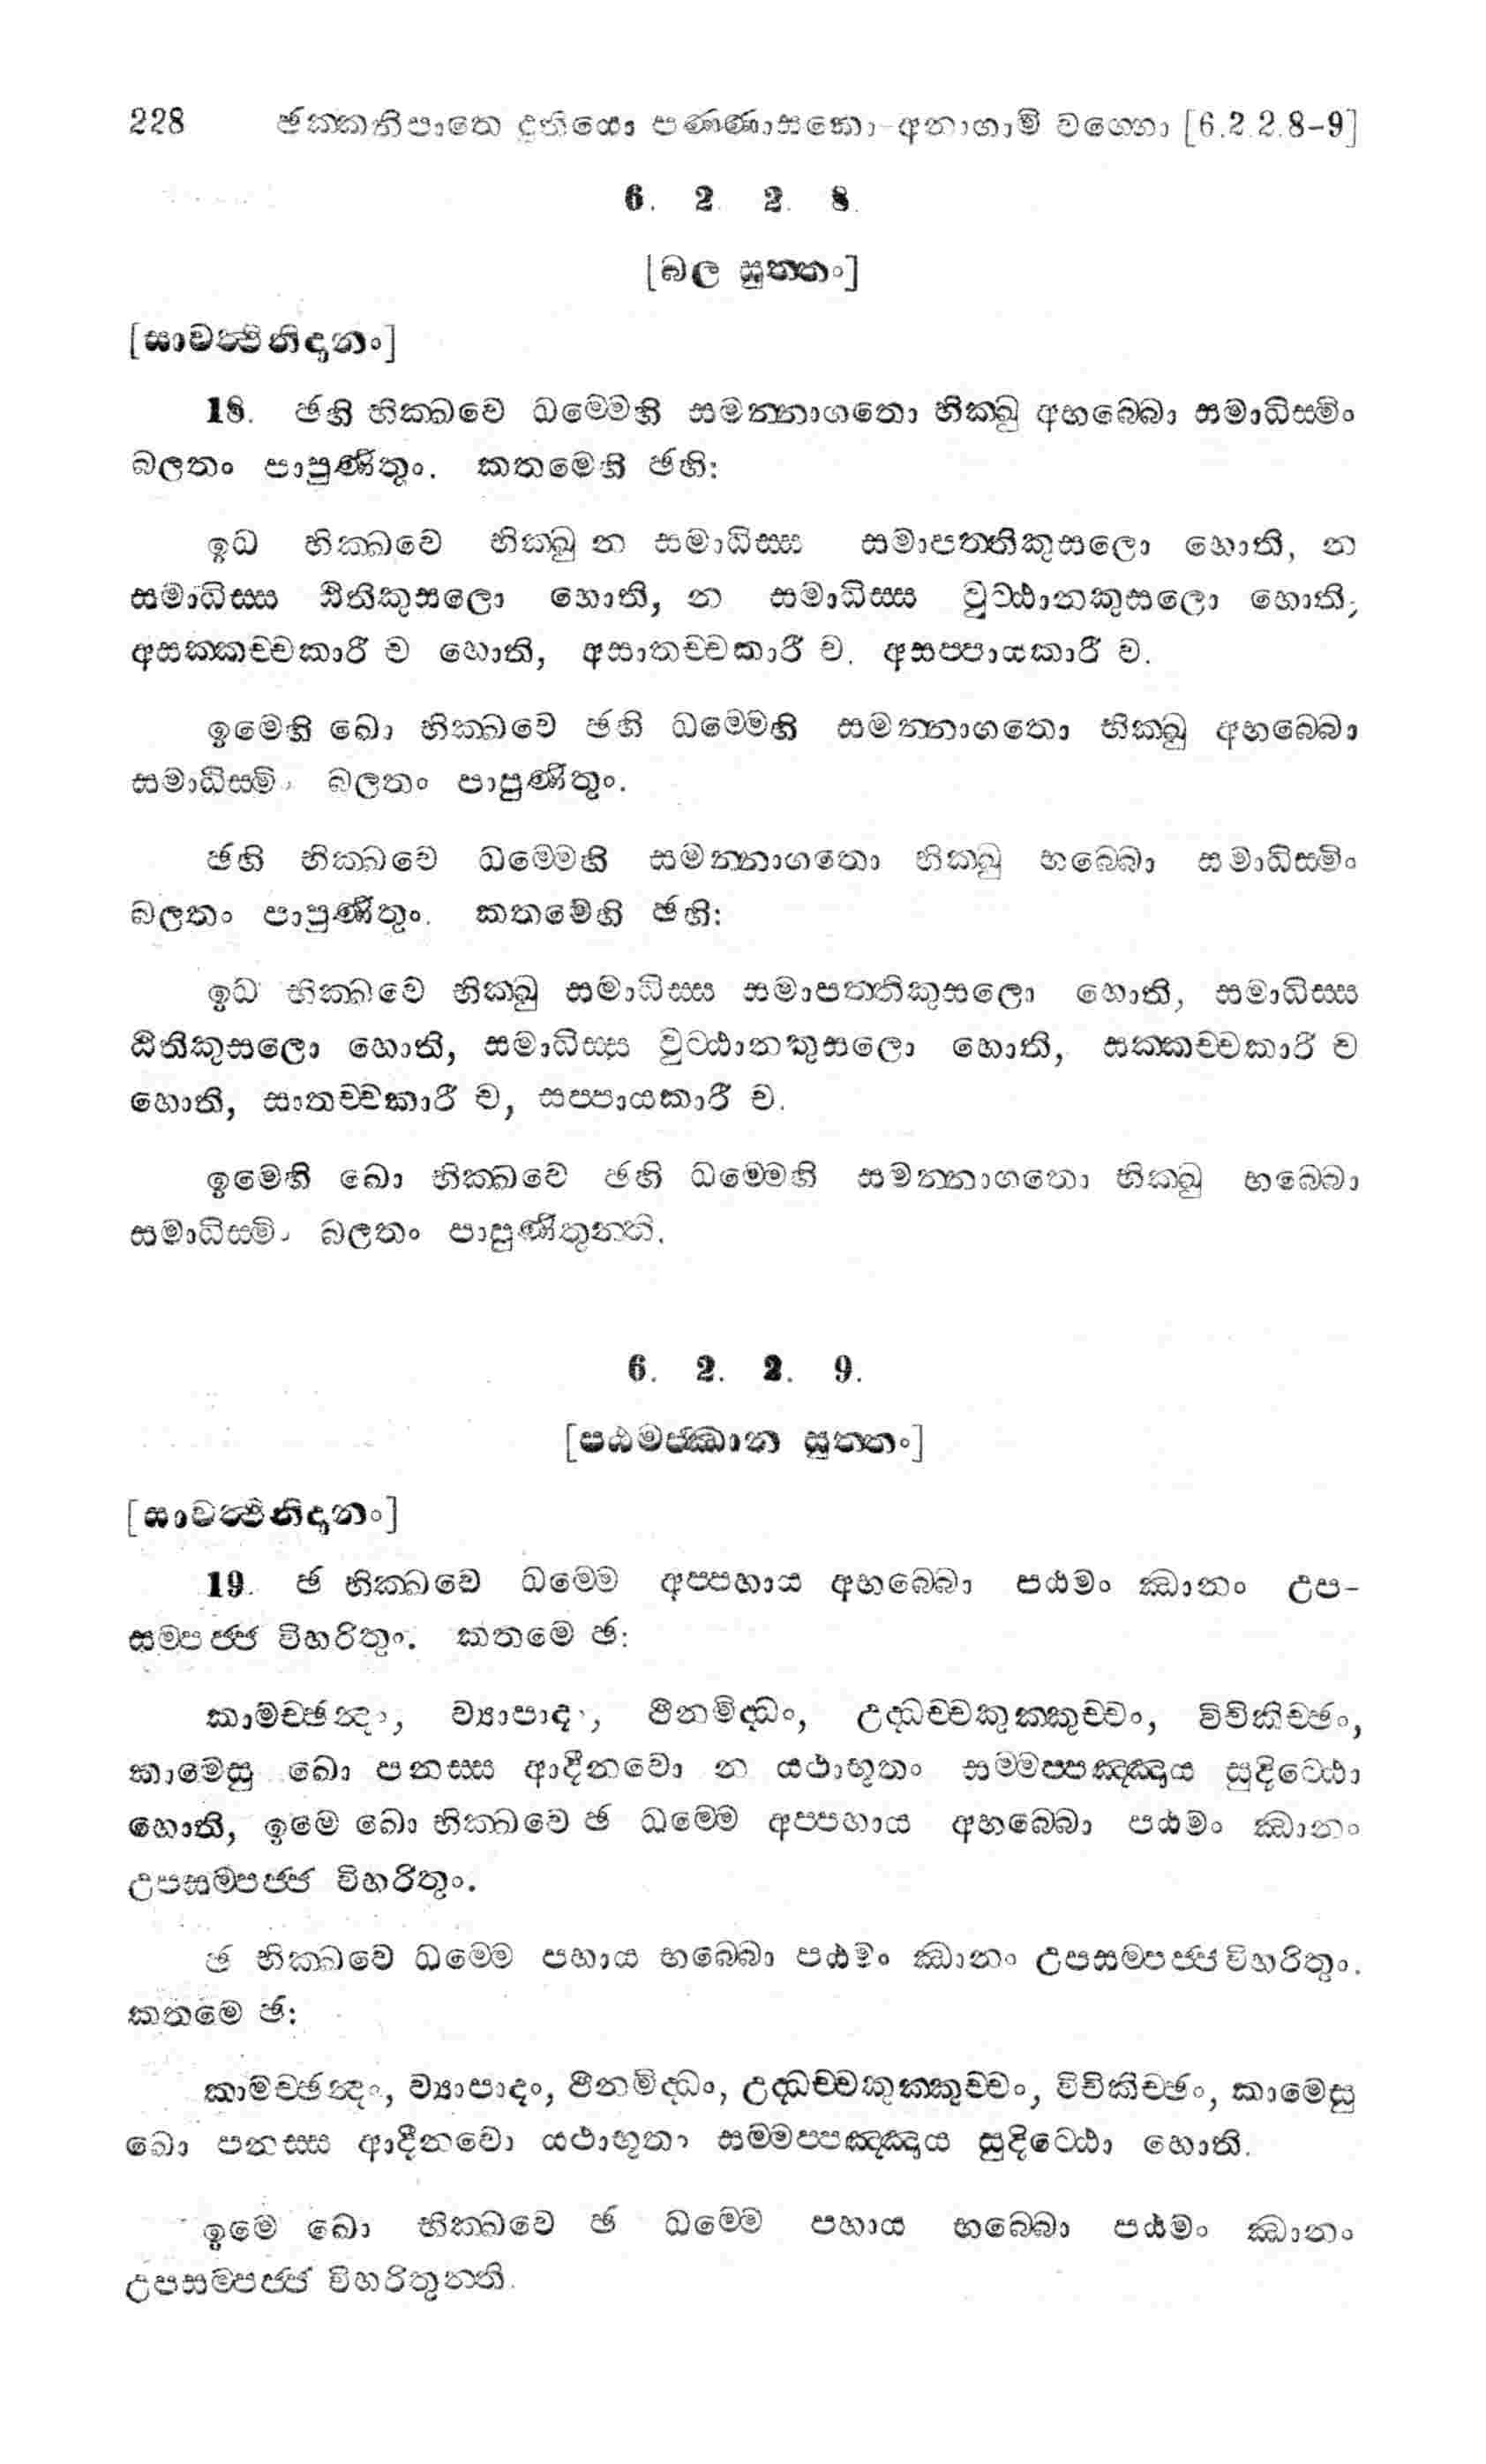 228 ඡක්කනිපාතෙ දුතියො පණ්ණාසකො-අනාගාමි වග්ගො [6.2.2.8-9]
6. 2. 2. 8.
[බල සුත්තං]
[සාවත්ථිනිදානං]
18. ඡහි භික්ඛවෙ ධම්මෙහි සමන්නාගතො භික්ඛු අභබ්බො සමාධිස්මිං
බලතං පාපුණිතුං. කතමෙහි ඡහි:
ඉධ භික්ඛවෙ භික්ඛු න සමාධිස්ස සමාපත්තිකුසලො හොති, න
සමාධිස්ස ඨිතිකුසලො හොති, න සමාධිස්ස වුට්ඨානකුසලො හොති,
අසක්කච්චකාරී ච හොති, අසාතච්චකාරී ච. අසප්පායකාරී ච.
ඉමෙහි ඛො භික්ඛවෙ ඡහි ධම්මෙහි සමන්නාගතො භික්ඛු අභබ්බො
සමාධිස්මිං බලතං පාපුණිතුං.
ඡහි භික්ඛවෙ ධම්මෙහි සමන්නාගතො භික්ඛු භබ්බො සමාධිස්මිං
බලතං පාපුණිතුං. කතමෙහි ඡහි:
ඉධ භික්ඛවෙ භික්ඛු සමාධිස්ස සමාපත්තිකුසලො හොති, සමාධිස්ස
ඨිතිකුසලො හොති, සමාධිස්ස වුට්ඨානකුසලො හොති, සක්කච්චකාරී ච
හොති, සාතච්චකාරී ච, සප්පායකාරී ච.
ඉමෙහි ඛො භික්ඛවෙ ඡහි ධම්මෙහි සමන්නාගතො භික්ඛු භබ්බො
සමාධිස්මිං බලතං පාපුණිතුන්ති.
6. 2. 2. 9.
[පඨමජ්ඣාන සුත්තං]
[සාවත්ථිනිදානං]
19. ඡ භික්ඛවෙ ධම්මෙ අප්පහාය අභබ්බො පඨමං ඣානං උප-
සම්පජ්ජ විහරිතුං. කතමෙ ඡ:
කාමච්ඡන්දං, ව්‍යාපාදං, ථීනමිද්ධං, උද්ධච්චකුක්කුච්චං, විචිකිච්ඡං,
කාමෙසු ඛො පනස්ස ආදීනවො න යථාභූතං සම්මප්පඤ්ඤාය සුදිට්ඨො
හොති, ඉමෙ ඛො භික්ඛවෙ ඡ ධම්මෙ අප්පහාය අභබ්බො පඨමං ඣානං
උපසම්පජ්ජ විහරිතුං.
ඡ භික්ඛවෙ ධම්මෙ පහාය භබ්බො පඨමං ඣානං උපසම්පජ්ජ විහරිතුං.
කතමෙ ඡ:
කාමච්ඡන්දං, ව්‍යාපාදං, ථීනමිද්ධං, උද්ධච්චකුක්කුච්චං, විචිකිච්ඡං, කාමෙසු
ඛො පනස්ස ආදීනවො යථාභූතං සම්මප්පඤ්ඤාය සුදිට්ඨො හොති.
ඉමෙ ඛො භික්ඛවෙ ඡ ධම්මෙ පහාය භබ්බො පඨමං ඣානං
උපසම්පජ්ජ විහරිතුන්ති.